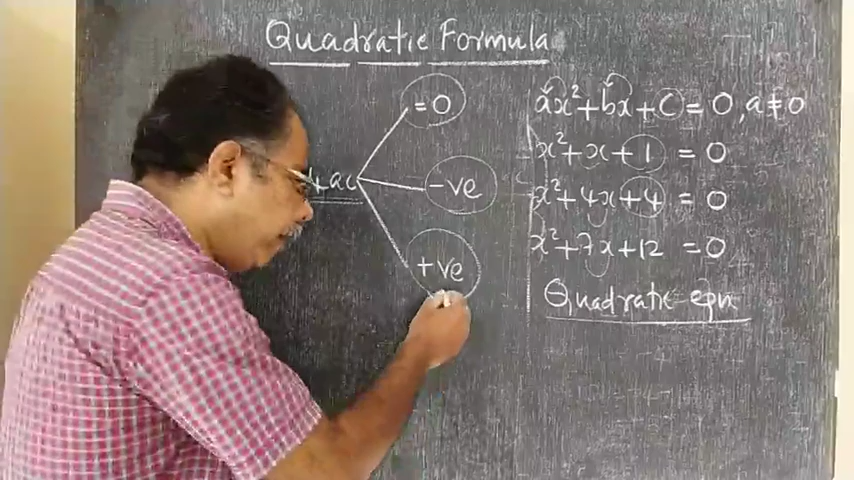 Quadratic Formula
= 0
4ac
-ve
+ve
ax² + bx + c = 0, a ≠ 0
x² + x + 1 = 0
x² + 4x + 4 = 0
x² + 7x + 12 = 0
Quadratic eqn